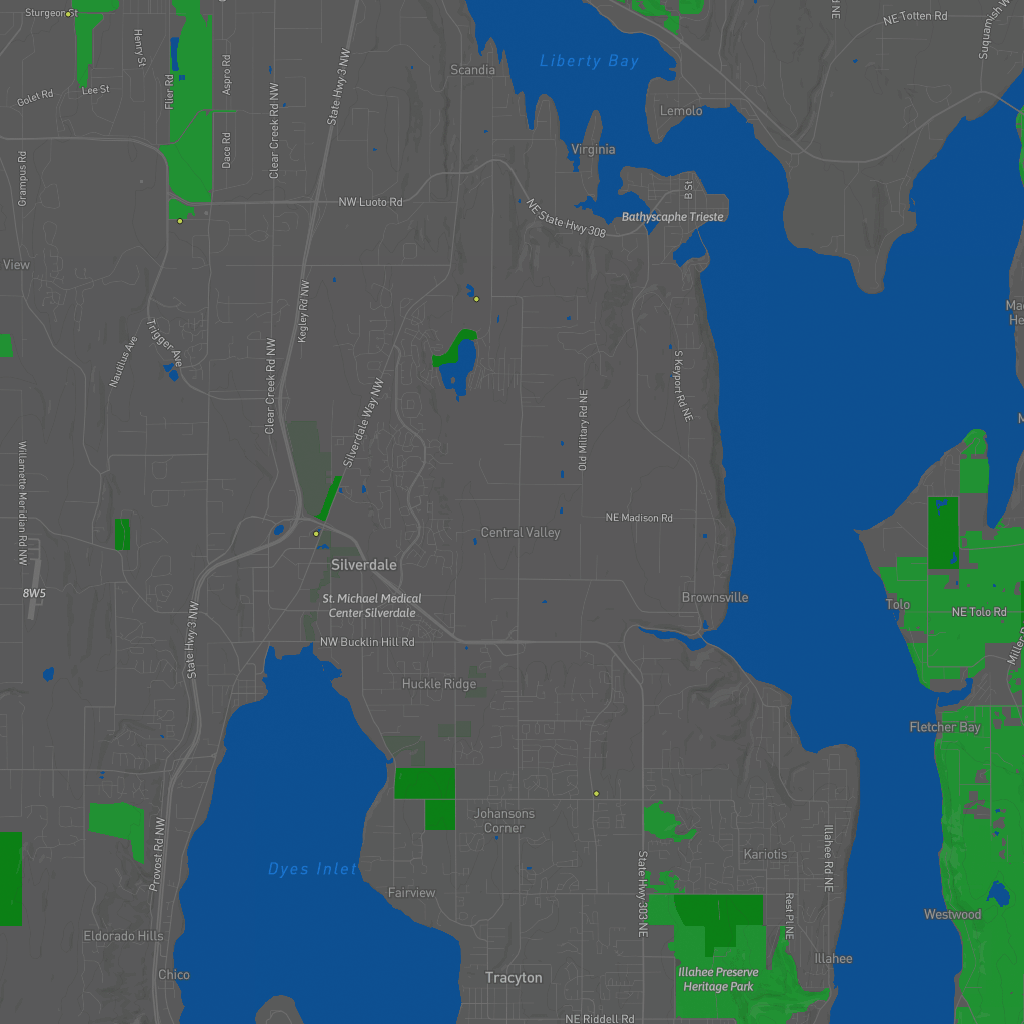 Sturgeon St
NE Totten Rd
Henry St
Aspro Rd
State Hwy 3 NW
Liberty Bay
Scandia
Golet Rd
Lee St
Flier Rd
Clear Creek Rd NW
Lemolo
Dace Rd
Virginia
Grampus Rd
NW Luoto Rd
NE State Hwy 308
B St
Bathyscaphe Trieste
View
Kegley Rd NW
Trigger Ave
Nautilus Ave
Clear Creek Rd NW
Silverdale Way NW
S Keyport Rd NE
Old Military Rd NE
Willamette Meridian Rd NW
NE Madison Rd
Central Valley
Silverdale
8W5
St. Michael Medical
Center Silverdale
Brownsville
Tolo
NE Tolo Rd
State Hwy 3 NW
NW Bucklin Hill Rd
Huckle Ridge
Fletcher Bay
Johansons
Corner
Provost Rd NW
Dyes Inlet
Kariotis
Illahee Rd NE
Fairview
State Hwy 303 NE
Rest Pl NE
Westwood
Eldorado Hills
Illahee
Chico
Tracyton
Illahee Preserve
Heritage Park
NE Riddell Rd